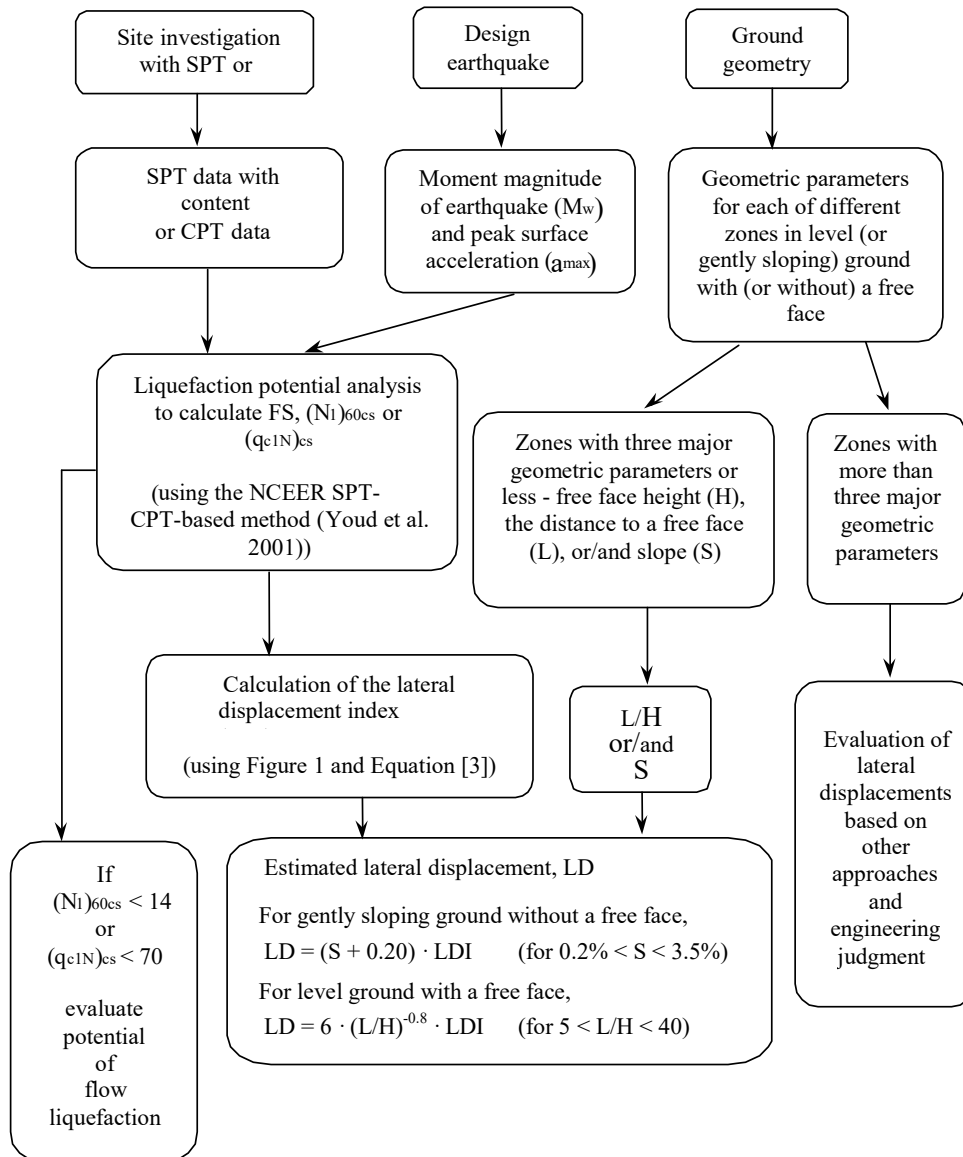 Site investigation
with SPT or
Design
earthquake
Ground
geometry
SPT data with
content
or CPT data
Moment magnitude
of earthquake (Mw)
and peak surface
acceleration (amax)
Geometric parameters
for each of different
zones in level (or
gently sloping) ground
with (or without) a free
face
Liquefaction potential analysis
to calculate FS, (N1)60cs or
(qc1N)cs
(using the NCEER SPT-
CPT-based method (Youd et al.
2001))
Zones with three major
geometric parameters or
less - free face height (H),
the distance to a free face
(L), or/and slope (S)
Zones with
more than
three major
geometric
parameters
Calculation of the lateral
displacement index
(using Figure 1 and Equation [3])
L/H
or/and
S
Evaluation of
lateral
displacements
based on
other
approaches
and
engineering
judgment
If
(N1)60cs < 14
or
(qc1N)cs < 70
evaluate
potential
of
flow
liquefaction
Estimated lateral displacement, LD
For gently sloping ground without a free face,
LD = (S + 0.20) · LDI (for 0.2% < S < 3.5%)
For level ground with a free face,
LD = 6 · (L/H)-0.8 · LDI (for 5 < L/H < 40)